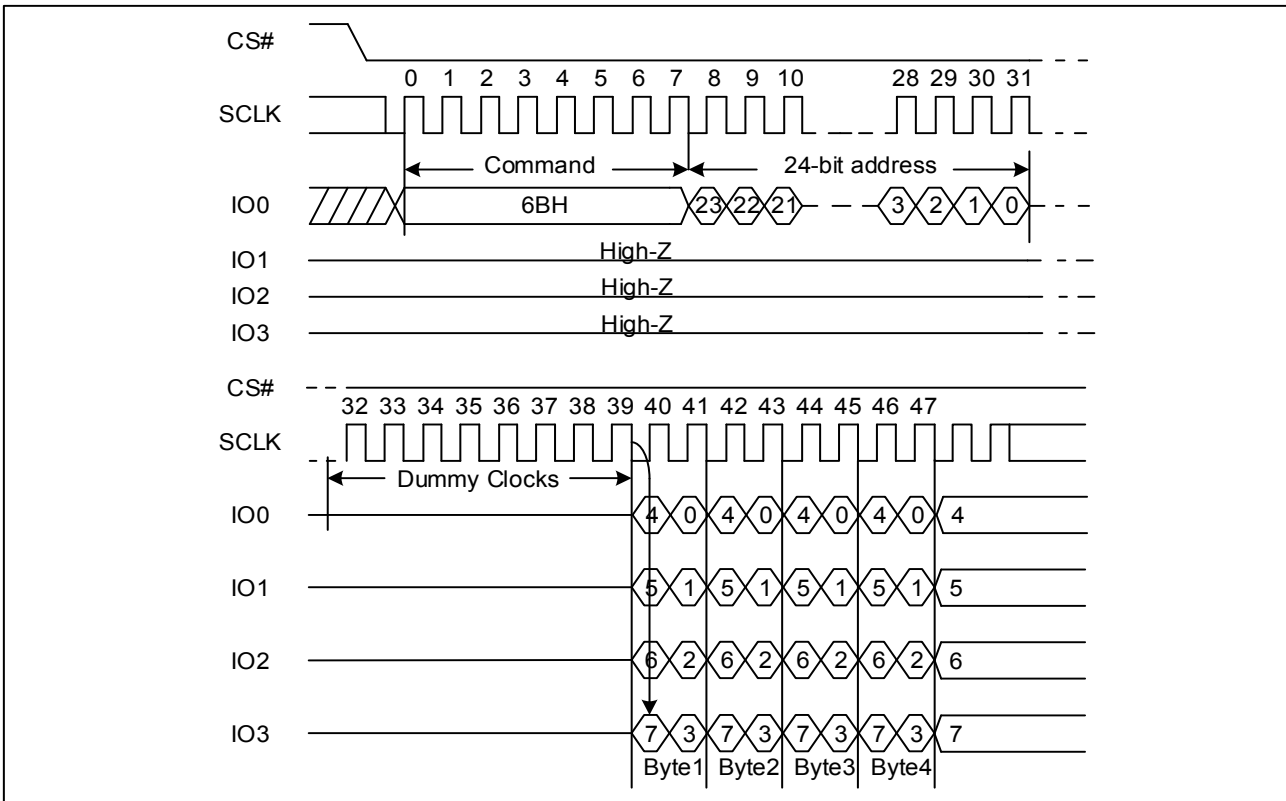 CS#
0 1 2 3 4 5 6 7 8 9 10 28 29 30 31
SCLK
Command 24-bit address
IO0 6BH 23 22 21 3 2 1 0
IO1 High-Z
IO2 High-Z
IO3 High-Z
CS#
32 33 34 35 36 37 38 39 40 41 42 43 44 45 46 47
SCLK
Dummy Clocks
IO0 4 0 4 0 4 0 4 0 4
IO1 5 1 5 1 5 1 5 1 5
IO2 6 2 6 2 6 2 6 2 6
IO3 7 3 7 3 7 3 7 3 7
Byte1 Byte2 Byte3 Byte4